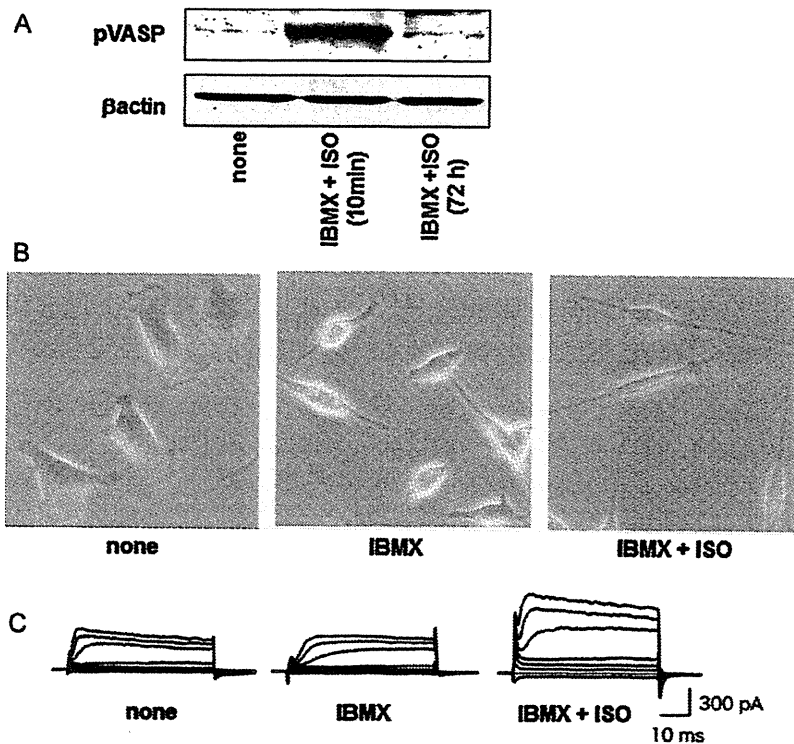 A
pVASP
βactin
none
IBMX + ISO
(10min)
IBMX +ISO
(72 h)
B
none
IBMX
IBMX + ISO
C
none
IBMX
IBMX + ISO
300 pA
10 ms